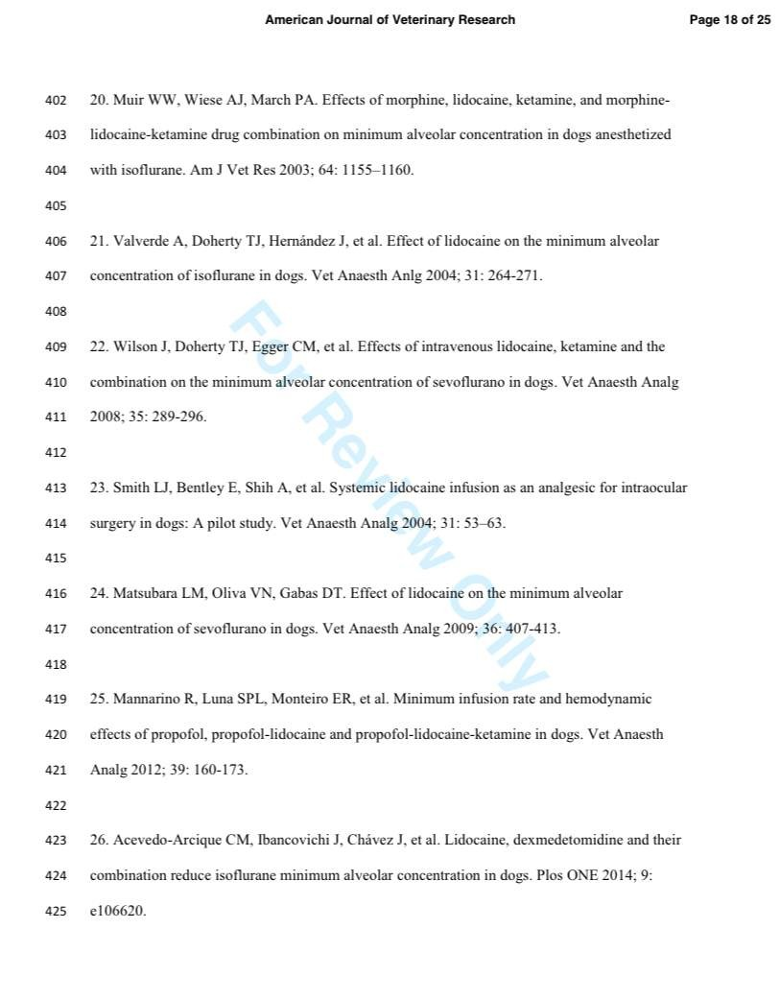 American Journal of Veterinary Research Page 18 of 25
402 20. Muir WW, Wiese AJ, March PA. Effects of morphine, lidocaine, ketamine, and morphine-
403 lidocaine-ketamine drug combination on minimum alveolar concentration in dogs anesthetized
404 with isoflurane. Am J Vet Res 2003; 64: 1155–1160.
405
406 21. Valverde A, Doherty TJ, Hernández J, et al. Effect of lidocaine on the minimum alveolar
407 concentration of isoflurane in dogs. Vet Anaesth Anlg 2004; 31: 264-271.
408
409 22. Wilson J, Doherty TJ, Egger CM, et al. Effects of intravenous lidocaine, ketamine and the
410 combination on the minimum alveolar concentration of sevoflurano in dogs. Vet Anaesth Analg
411 2008; 35: 289-296.
412
413 23. Smith LJ, Bentley E, Shih A, et al. Systemic lidocaine infusion as an analgesic for intraocular
414 surgery in dogs: A pilot study. Vet Anaesth Analg 2004; 31: 53–63.
415
416 24. Matsubara LM, Oliva VN, Gabas DT. Effect of lidocaine on the minimum alveolar
417 concentration of sevoflurano in dogs. Vet Anaesth Analg 2009; 36: 407-413.
418
419 25. Mannarino R, Luna SPL, Monteiro ER, et al. Minimum infusion rate and hemodynamic
420 effects of propofol, propofol-lidocaine and propofol-lidocaine-ketamine in dogs. Vet Anaesth
421 Analg 2012; 39: 160-173.
422
423 26. Acevedo-Arcique CM, Ibancovichi J, Chávez J, et al. Lidocaine, dexmedetomidine and their
424 combination reduce isoflurane minimum alveolar concentration in dogs. Plos ONE 2014; 9:
425 e106620.
For Review Only